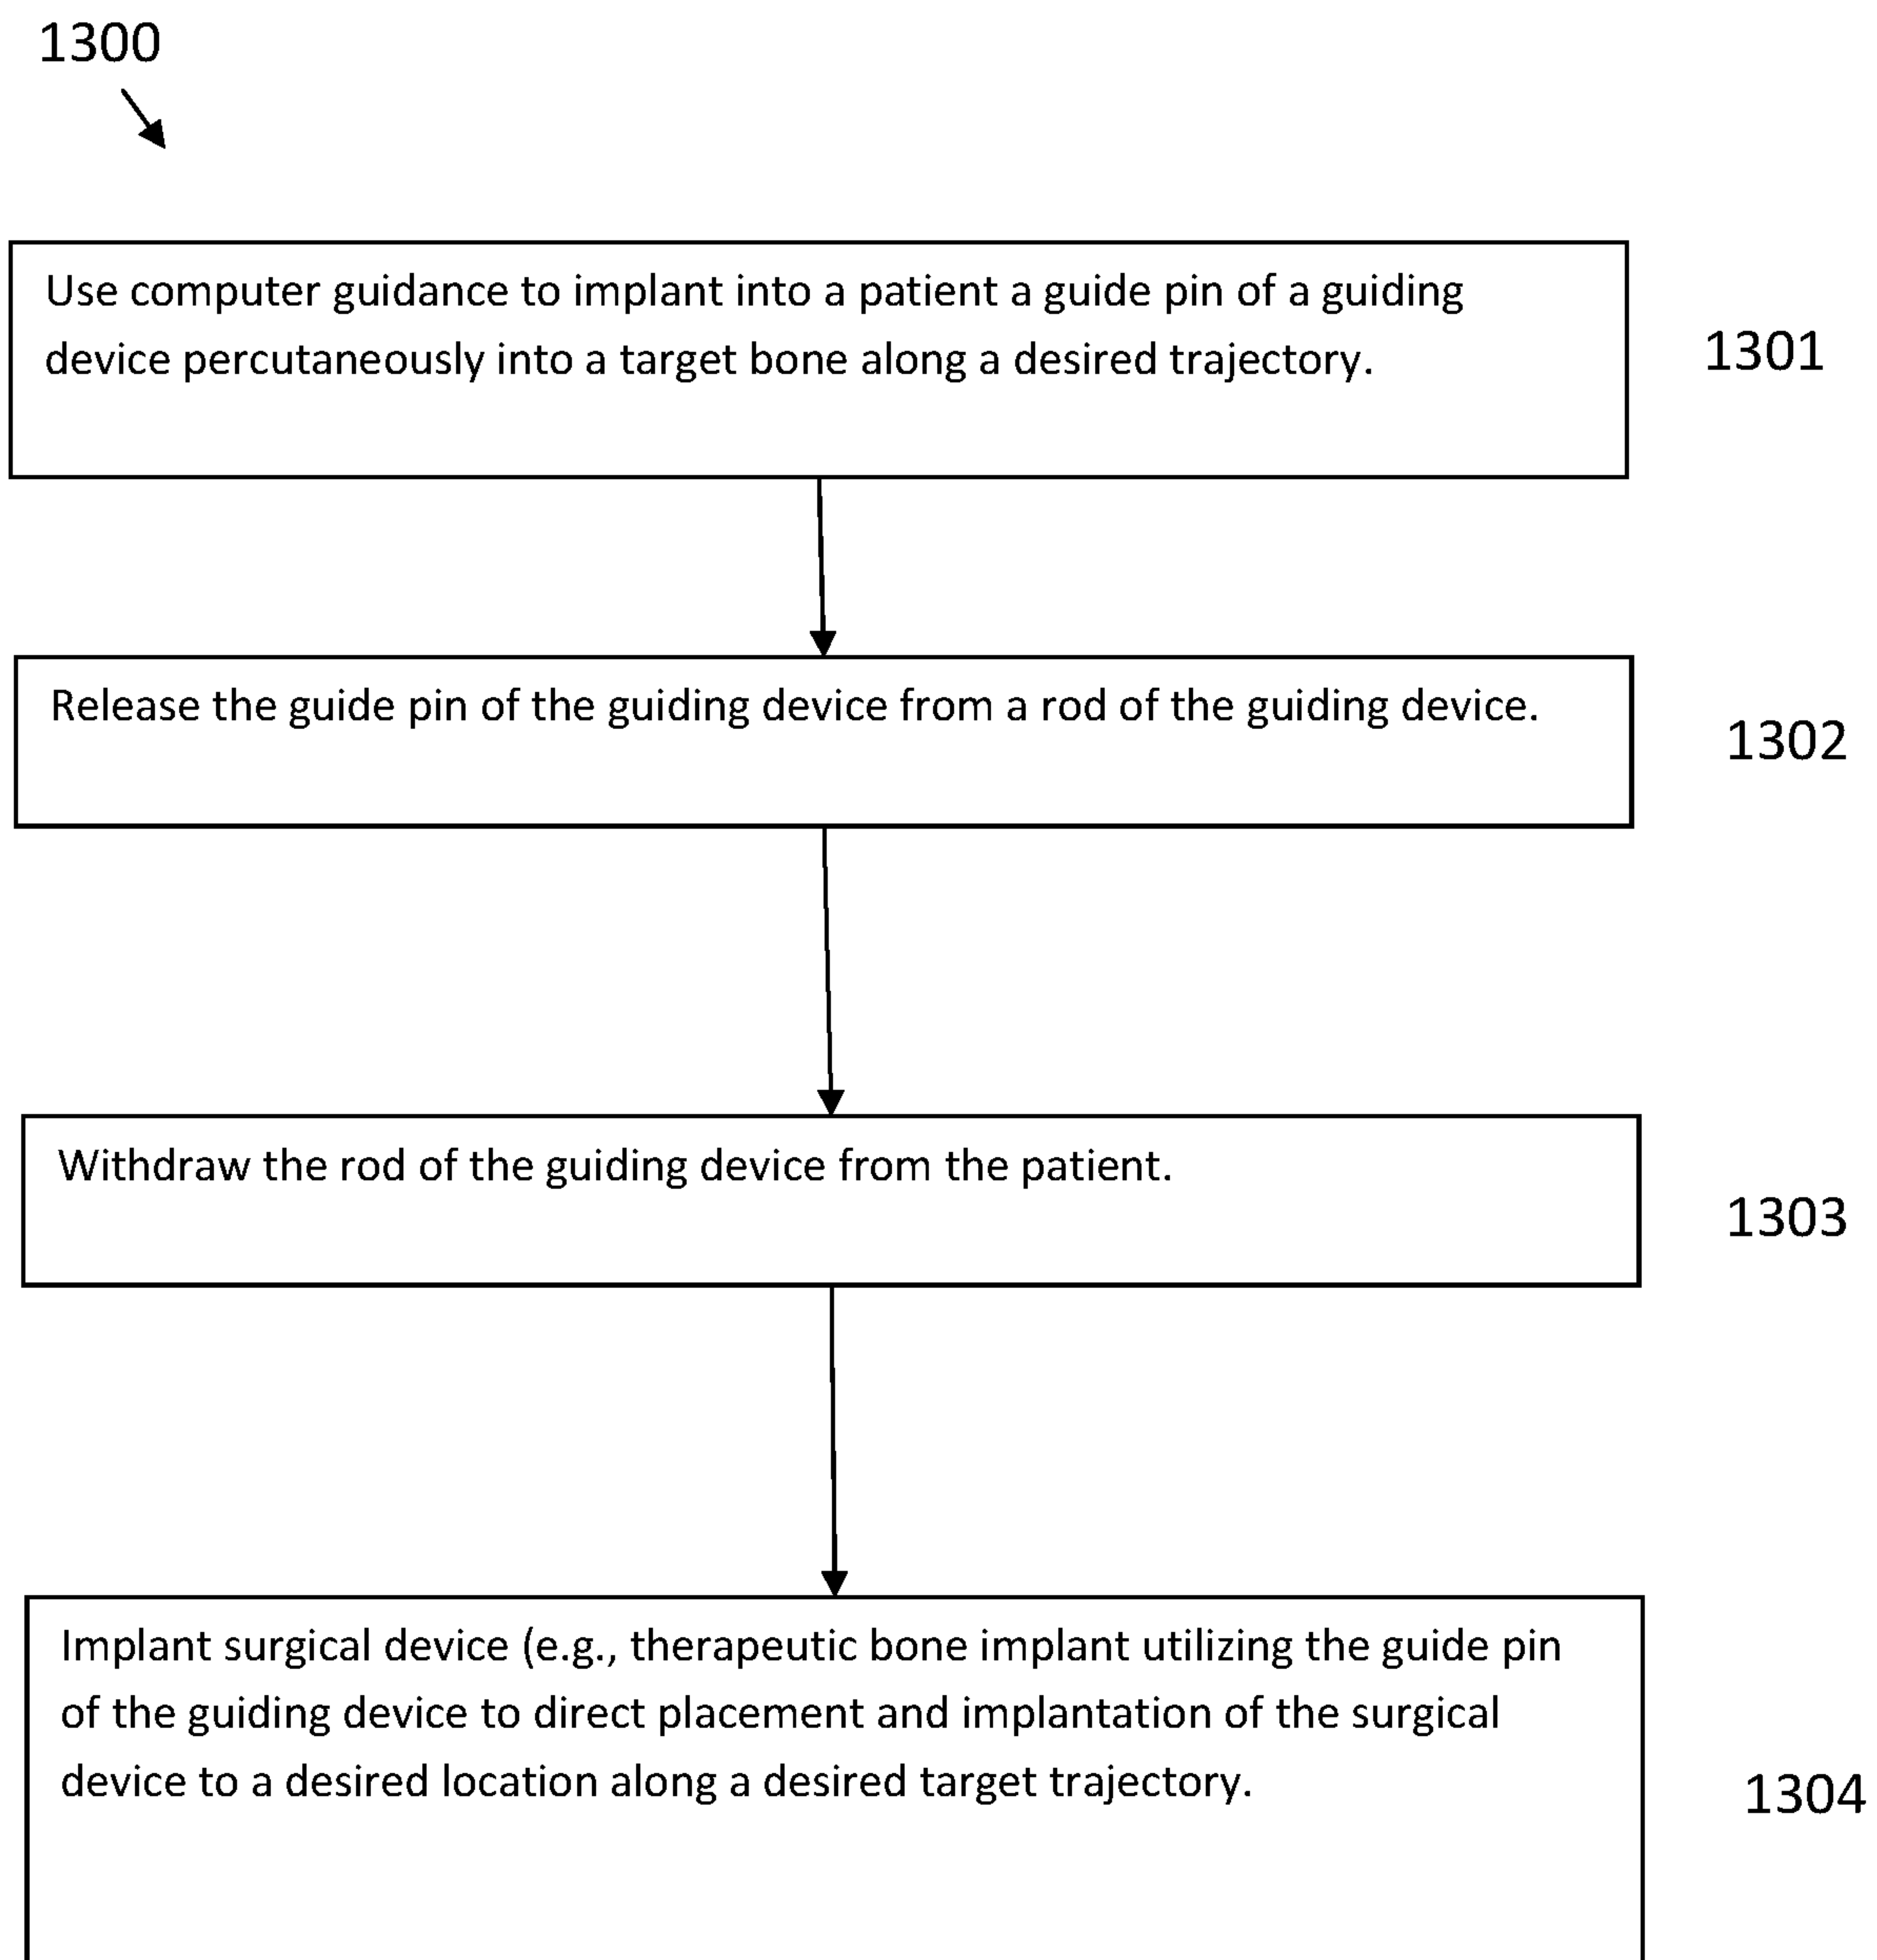 1300
Use computer guidance to implant into a patient a guide pin of a guiding
device percutaneously into a target bone along a desired trajectory.
1301
Release the guide pin of the guiding device from a rod of the guiding device.
1302
Withdraw the rod of the guiding device from the patient.
1303
Implant surgical device (e.g., therapeutic bone implant utilizing the guide pin
of the guiding device to direct placement and implantation of the surgical
device to a desired location along a desired target trajectory.
1304